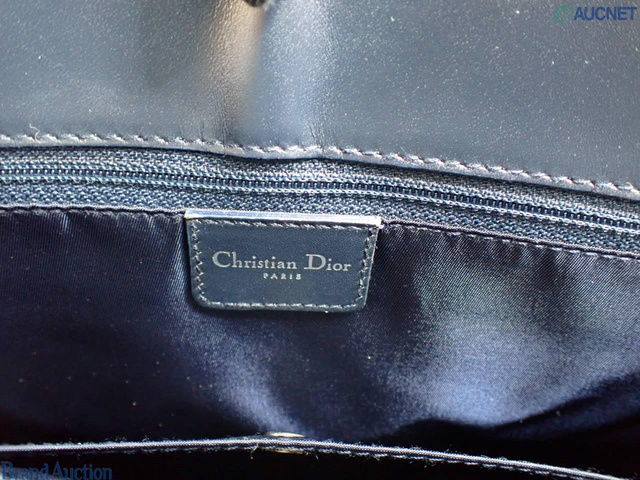 AUCNET
Christian Dior
PARIS
Brand Auction